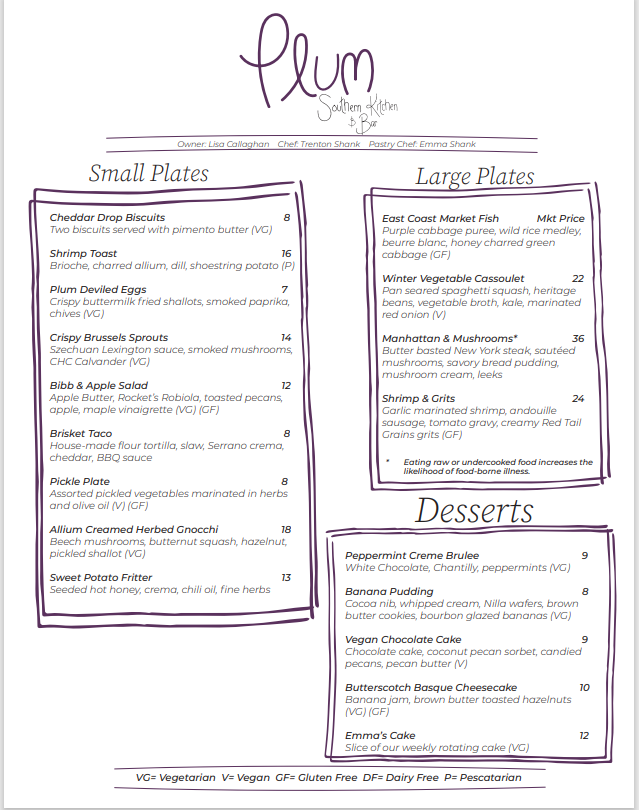 Plum
Southern Kitchen
& Bar
Owner: Lisa Callaghan Chef: Trenton Shank Pastry Chef: Emma Shank
Small Plates
Cheddar Drop Biscuits 8
Two biscuits served with pimento butter (VG)
Shrimp Toast 16
Brioche, charred allium, dill, shoestring potato (P)
Plum Deviled Eggs 7
Crispy buttermilk fried shallots, smoked paprika,
chives (VG)
Crispy Brussels Sprouts 14
Szechuan Lexington sauce, smoked mushrooms,
CHC Calvander (VG)
Bibb & Apple Salad 12
Apple Butter, Rocket's Robiola, toasted pecans,
apple, maple vinaigrette (VG) (GF)
Brisket Taco 8
House-made flour tortilla, slaw, Serrano crema,
cheddar, BBQ sauce
Pickle Plate 8
Assorted pickled vegetables marinated in herbs
and olive oil (V) (GF)
Allium Creamed Herbed Gnocchi 18
Beech mushrooms, butternut squash, hazelnut,
pickled shallot (VG)
Sweet Potato Fritter 13
Seeded hot honey, crema, chili oil, fine herbs
Large Plates
East Coast Market Fish Mkt Price
Purple cabbage puree, wild rice medley,
beurre blanc, honey charred green
cabbage (GF)
Winter Vegetable Cassoulet 22
Pan seared spaghetti squash, heritage
beans, vegetable broth, kale, marinated
red onion (V)
Manhattan & Mushrooms* 36
Butter basted New York steak, sautéed
mushrooms, savory bread pudding,
mushroom cream, leeks
Shrimp & Grits 24
Garlic marinated shrimp, andouille
sausage, tomato gravy, creamy Red Tail
Grains grits (GF)
* Eating raw or undercooked food increases the
likelihood of food-borne illness.
Desserts
Peppermint Creme Brulee 9
White Chocolate, Chantilly, peppermints (VG)
Banana Pudding 8
Cocoa nib, whipped cream, Nilla wafers, brown
butter cookies, bourbon glazed bananas (VG)
Vegan Chocolate Cake 9
Chocolate cake, coconut pecan sorbet, candied
pecans, pecan butter (V)
Butterscotch Basque Cheesecake 10
Banana jam, brown butter toasted hazelnuts
(VG) (GF)
Emma's Cake 12
Slice of our weekly rotating cake (VG)
VG= Vegetarian V= Vegan GF= Gluten Free DF= Dairy Free P= Pescatarian